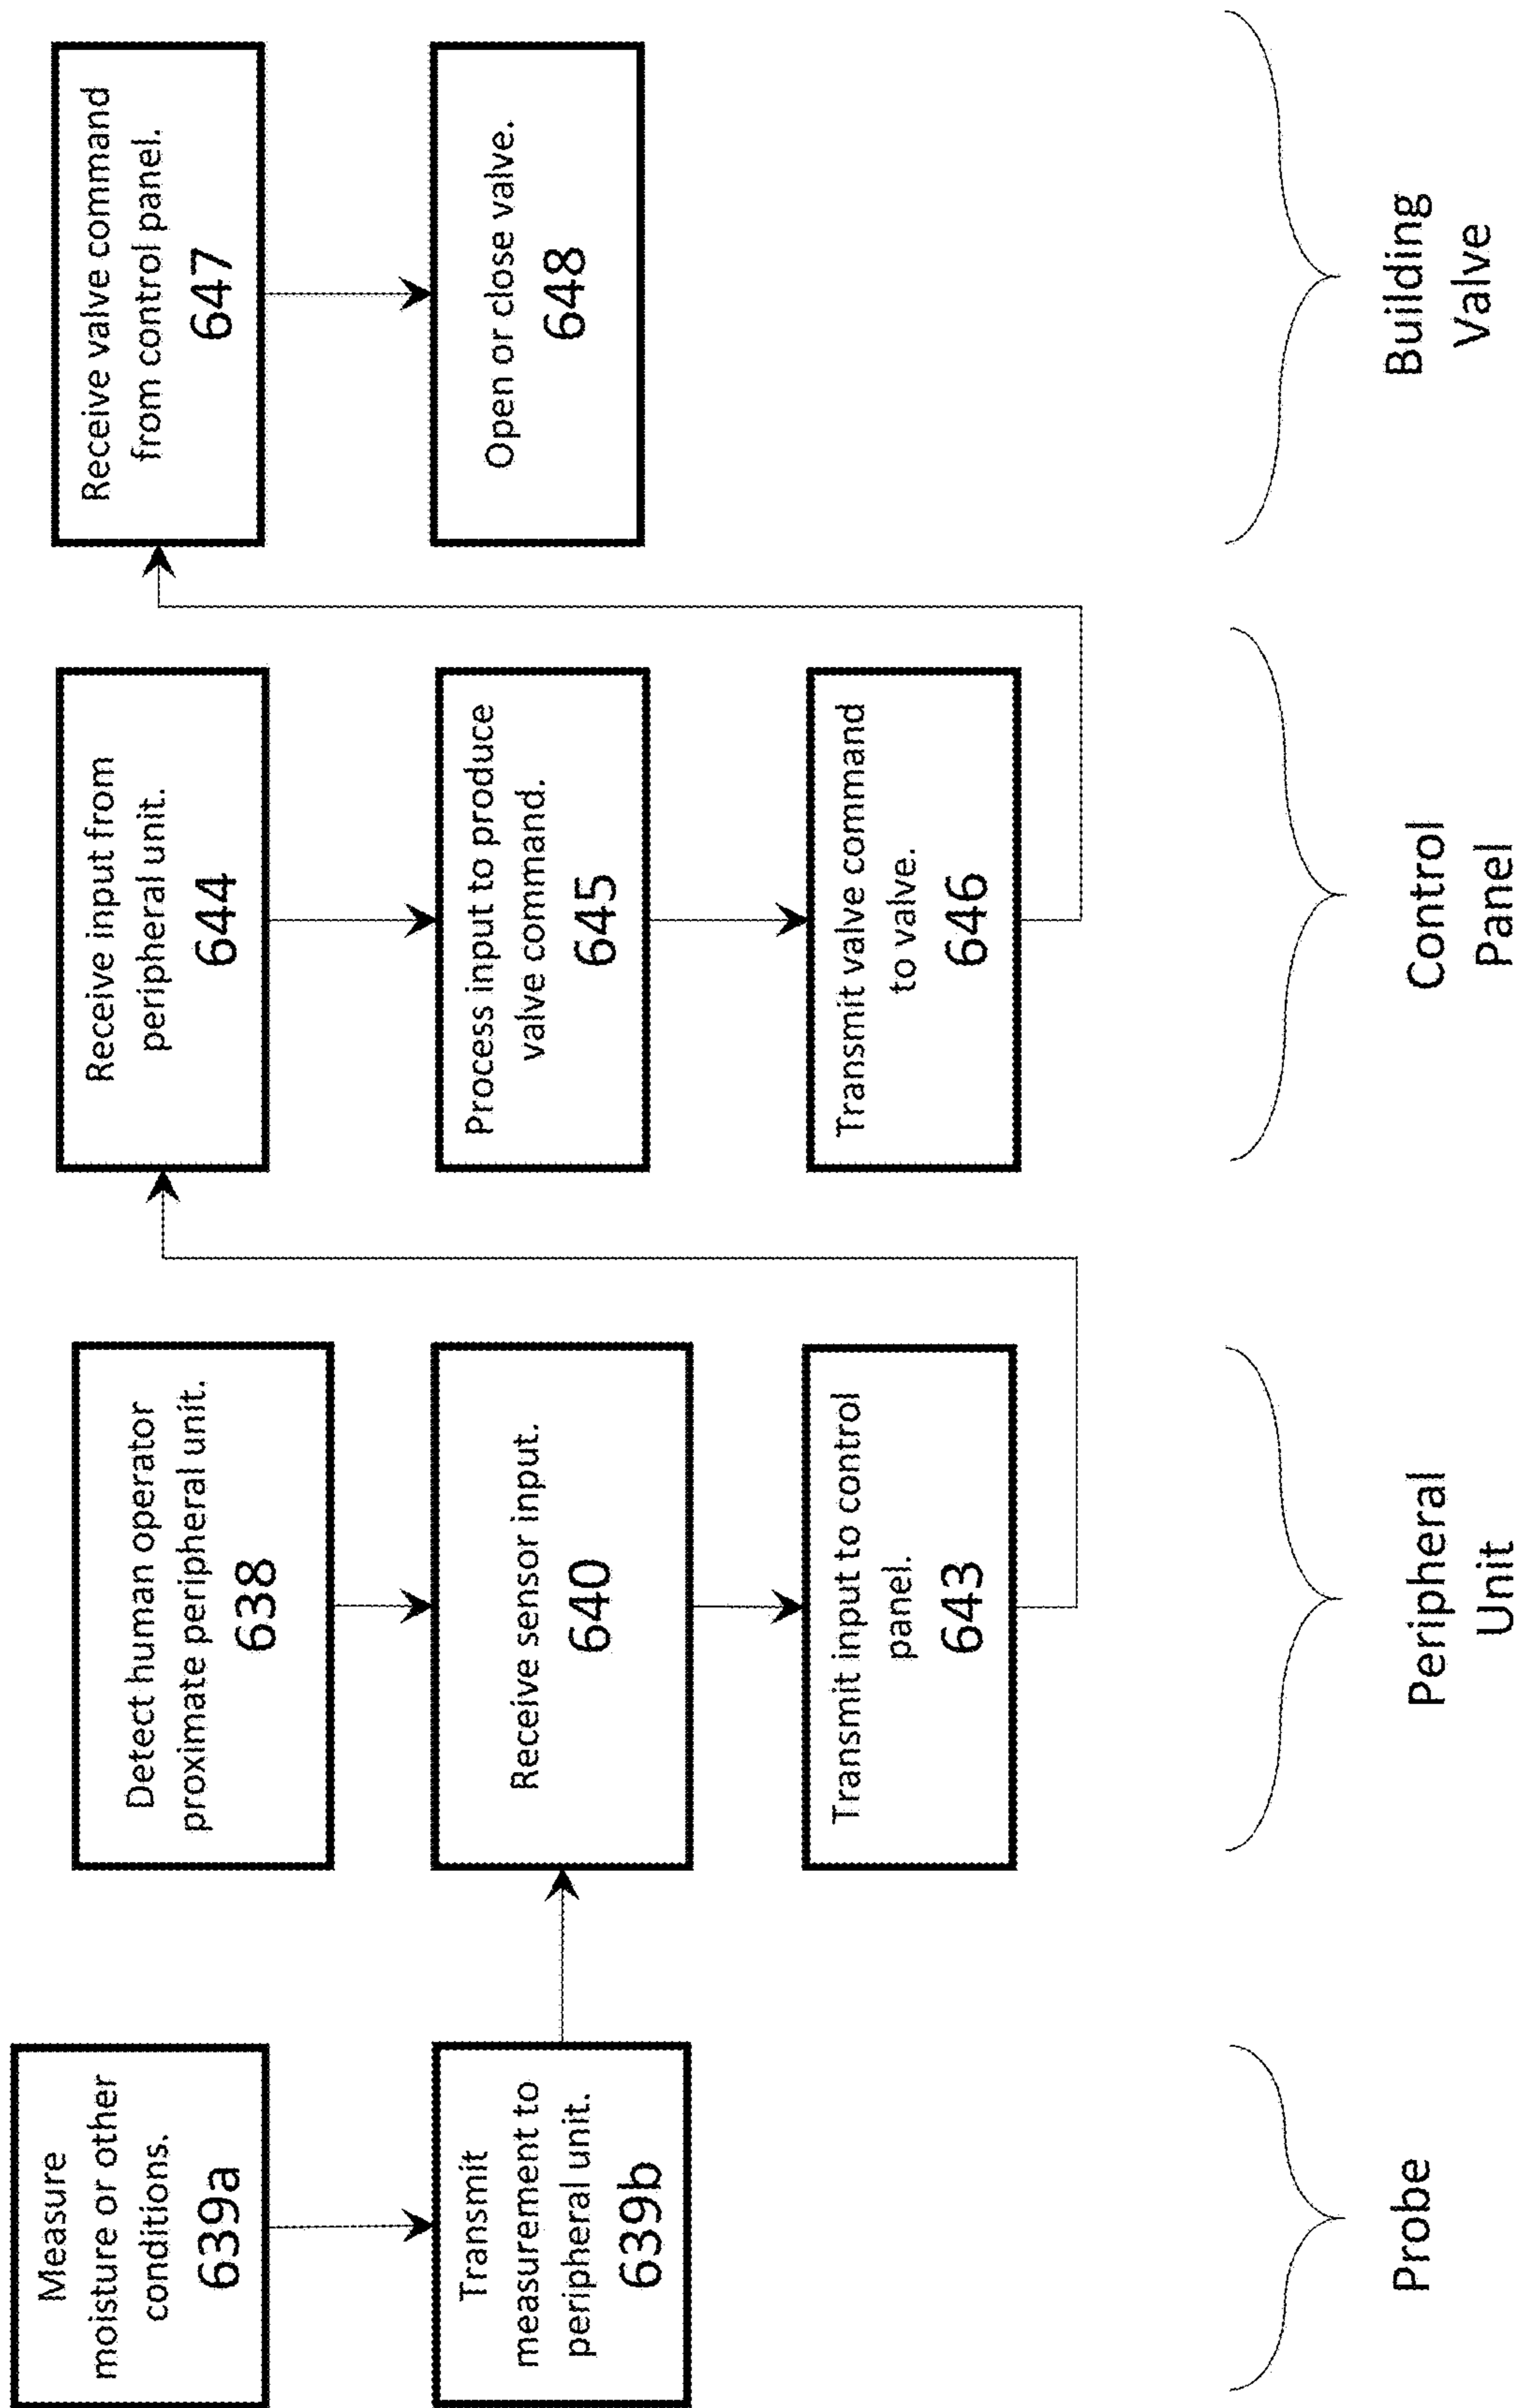 Measure
moisture or other
conditions.
639a
Transmit
measurement to
peripheral unit.
639b
Probe
Detect human operator
proximate peripheral unit.
638
Receive sensor input.
640
Transmit input to control
panel.
643
Peripheral
Unit
Receive input from
peripheral unit.
644
Process input to produce
valve command.
645
Transmit valve command
to valve.
646
Control
Panel
Receive valve command
from control panel.
647
Open or close valve.
648
Building
Valve